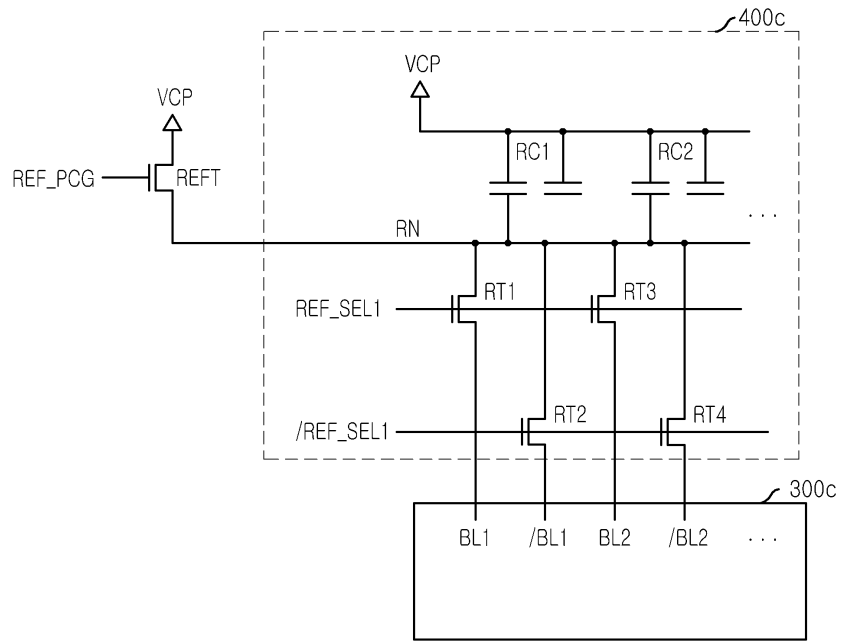 400c
VCP
VCP
RC1
RC2
REF_PCG
REFT
...
RN
RT1
RT3
REF_SEL1
RT2
RT4
/REF_SEL1
300c
BL1
/BL1
BL2
/BL2
...